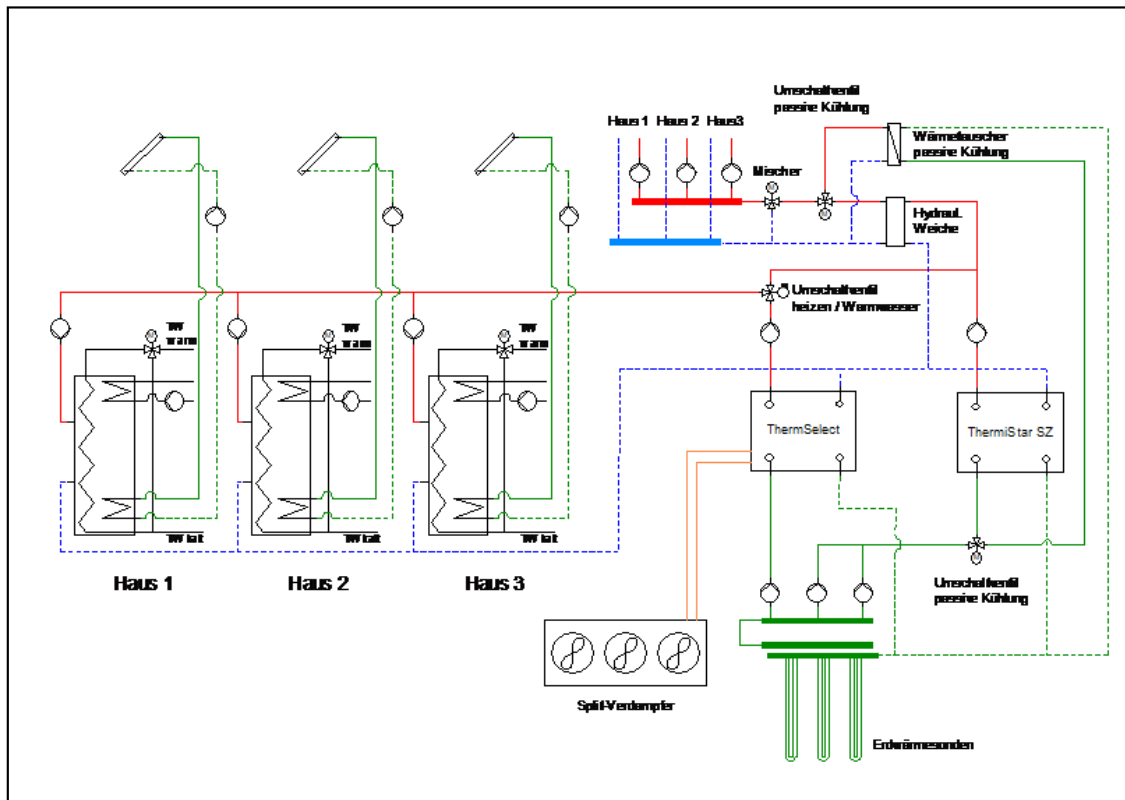 Umschaltventil
passive Kühlung
Haus 1 Haus 2 Haus3
Wärmetauscher
passive Kühlung
Mischer
M
M
Hydraul.
Weiche
Umschaltventil
heizen / Warmwasser
M
TW
warm
M
TW
warm
M
TW
warm
ThermSelect
ThermiStar SZ
TW kalt
TW kalt
TW kalt
Haus 1
Haus 2
Haus 3
M
Umschaltventil
passive Kühlung
Split-Verdampfer
Erdwärmesonden